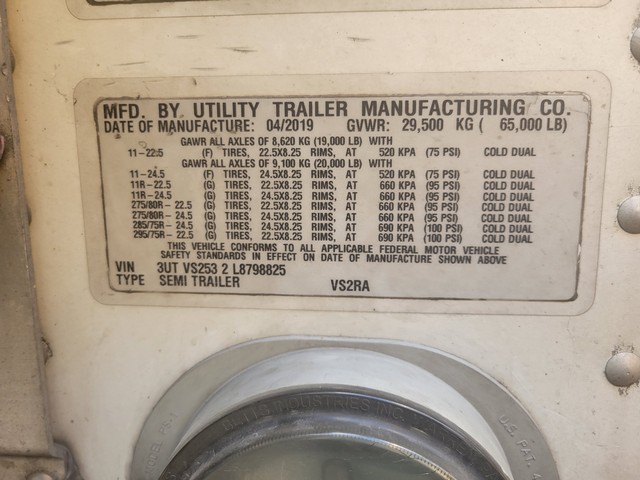 MFD. BY UTILITY TRAILER MANUFACTURING CO.
DATE OF MANUFACTURE: 04/2019 GVWR: 29,500 KG ( 65,000 LB)
GAWR ALL AXLES OF 8,620 KG (19,000 LB) WITH
11-22.5 (F) TIRES, 22.5X8.25 RIMS, AT 520 KPA (75 PSI) COLD DUAL
GAWR ALL AXLES OF 9,100 KG (20,000 LB) WITH
11-24.5 (F) TIRES, 24.5X8.25 RIMS, AT 520 KPA (75 PSI) COLD DUAL
11R-22.5 (G) TIRES, 22.5X8.25 RIMS, AT 660 KPA (95 PSI) COLD DUAL
11R-24.5 (G) TIRES, 24.5X8.25 RIMS, AT 660 KPA (95 PSI) COLD DUAL
275/80R-22.5 (G) TIRES, 22.5X8.25 RIMS, AT 660 KPA (95 PSI) COLD DUAL
275/80R-24.5 (G) TIRES, 24.5X8.25 RIMS, AT 660 KPA (95 PSI) COLD DUAL
285/75R-24.5 (G) TIRES, 24.5X8.25 RIMS, AT 690 KPA (100 PSI) COLD DUAL
295/75R-22.5 (G) TIRES, 22.5X8.25 RIMS, AT 690 KPA (100 PSI) COLD DUAL
THIS VEHICLE CONFORMS TO ALL APPLICABLE FEDERAL MOTOR VEHICLE
SAFETY STANDARDS IN EFFECT ON DATE OF MANUFACTURE SHOWN ABOVE
VIN 3UT VS253 2 L8798825
TYPE SEMI TRAILER VS2RA
INDUSTRIES INC.
U.S. PAT. 4